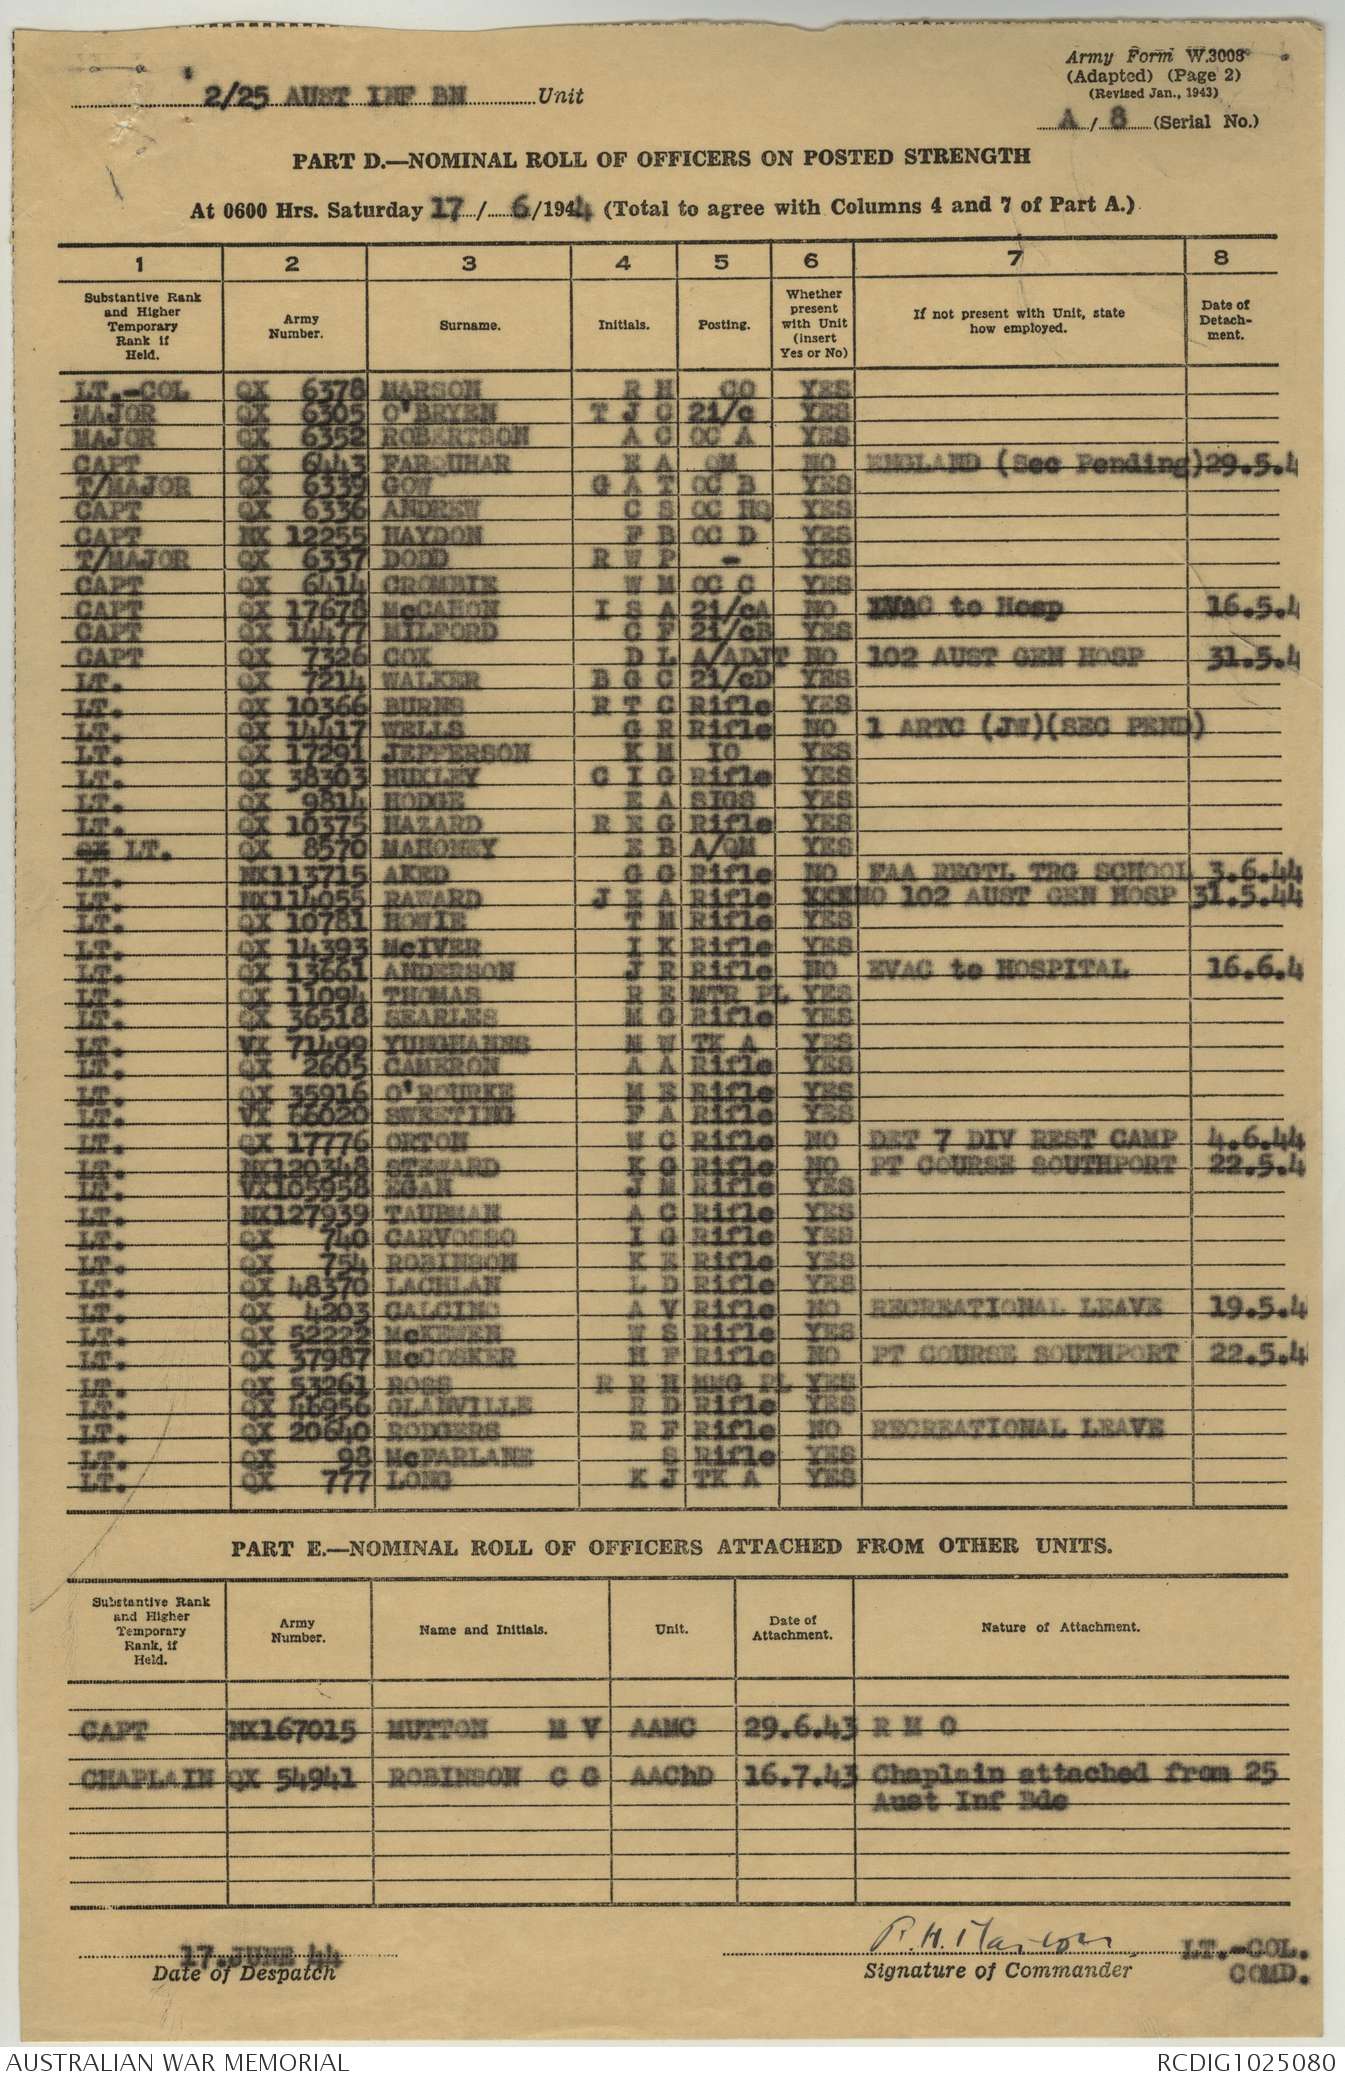 Army Form W.3008
(Adapted) (Page 2)
(Revised Jan., 1943)
2/25 AUST INF BN Unit
A / 8 (Serial No.)
PART D.—NOMINAL ROLL OF OFFICERS ON POSTED STRENGTH
At 0600 Hrs. Saturday 17 / 6 /1944 (Total to agree with Columns 4 and 7 of Part A.)
1 2 3 4 5 6 7 8
Substantive Rank and Higher Temporary Rank if Held. Army Number. Surname. Initials. Posting. Whether present with Unit (insert Yes or No) If not present with Unit, state how employed. Date of Detachment.
LT.-COL QX 6378 MARSON R H CO YES
MAJOR QX 6305 O'BRYEN T J C 2i/c YES
MAJOR QX 6352 ROBERTSON A C OC A YES
CAPT QX 6443 FARQUHAR E A QM NO ENGLAND (Sec Pending) 29.5.4
T/MAJOR QX 6339 GOW G A T OC B YES
CAPT QX 6336 ANDREW C S OC HQ YES
CAPT NX 12255 HAYDON F B OC D YES
T/MAJOR QX 6337 DODD R W P - YES
CAPT QX 6414 CROMBIE W M OC C YES
CAPT QX 17678 McCAHON I S A 2i/cA NO EVAC to Hosp 16.5.4
CAPT QX 14477 MILFORD C F 2i/cB YES
CAPT QX 7326 COX D L A/ADJT NO 102 AUST GEN HOSP 31.5.4
LT. QX 7214 WALKER B G C 2i/cD YES
LT. QX 10366 BURNS R T C Rifle YES
LT. QX 14417 WELLS G R Rifle NO 1 ARTC (JW)(SEC PEND)
LT. QX 17291 JEFFERSON K M IO YES
LT. QX 38303 HUXLEY C I G Rifle YES
LT. QX 9814 HODGE E A SIGS YES
LT. QX 10375 HAZARD R E G Rifle YES
QX LT. QX 8570 MAHONEY E B A/QM YES
LT. NX113715 AKED G G Rifle NO FAA REGTL TRG SCHOOL 3.6.44
LT. NX114055 RAWARD J E A Rifle NO 102 AUST GEN HOSP 31.5.44
LT. QX 10781 HOWIE T M Rifle YES
LT. QX 14393 McIVER I K Rifle YES
LT. QX 13661 ANDERSON J R Rifle NO EVAC to HOSPITAL 16.6.4
LT. QX 11094 THOMAS R E MTR PL YES
LT. QX 36518 SEARLES M G Rifle YES
LT. VX 71499 YUNGHANNS M W TK A YES
LT. QX 2605 CAMERON A A Rifle YES
LT. QX 35916 O'ROURKE M E Rifle YES
LT. VX 66020 SWEETING F A Rifle YES
LT. QX 17776 ORTON W C Rifle NO DET 7 DIV REST CAMP 4.6.44
LT. NX120348 STEWARD K G Rifle NO PT COURSE SOUTHPORT 22.5.4
LT. VX105958 EGAN J M Rifle YES
LT. NX127939 TAUBMAN A C Rifle YES
LT. QX 740 CARVOSSO I G Rifle YES
LT. QX 754 ROBINSON K E Rifle YES
LT. QX 48370 LACHLAN L D Rifle YES
LT. QX 4203 CALCINO A V Rifle NO RECREATIONAL LEAVE 19.5.4
LT. QX 52222 McKEWEN W S Rifle YES
LT. QX 37987 McCOSKER H F Rifle NO PT COURSE SOUTHPORT 22.5.4
LT. QX 53261 ROSS R R H MMG PL YES
LT. QX 46956 GLANVILLE R D Rifle YES
LT. QX 20640 RODGERS R F Rifle NO RECREATIONAL LEAVE
LT. QX 98 McFARLANE S Rifle YES
LT. QX 777 LONG K J TK A YES
PART E.—NOMINAL ROLL OF OFFICERS ATTACHED FROM OTHER UNITS.
Substantive Rank and Higher Temporary Rank, if Held. Army Number. Name and Initials. Unit. Date of Attachment. Nature of Attachment.
CAPT NX167015 MUTTON M V AAMC 29.6.43 R M O
CHAPLAIN QX 54941 ROBINSON C G AAChD 16.7.43 Chaplain attached from 25
Aust Inf Bde
17.JUNE 44 R.H. Marson LT.-COL.
Date of Despatch Signature of Commander COMD.
AUSTRALIAN WAR MEMORIAL RCDIG1025080